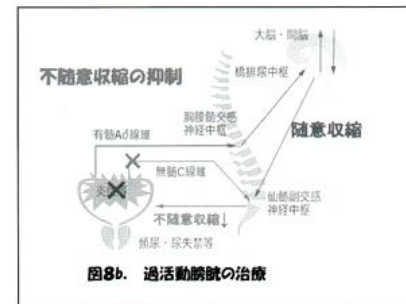 大脳・間脳
不随意収縮の抑制
橋排尿中枢
胸腰髄交感
神経中枢
随意収縮
有髄Ad線維
無髄C線維
炎
仙髄副交感
神経中枢
不随意収縮↓
頻尿・尿失禁等
図8b. 過活動膀胱の治療